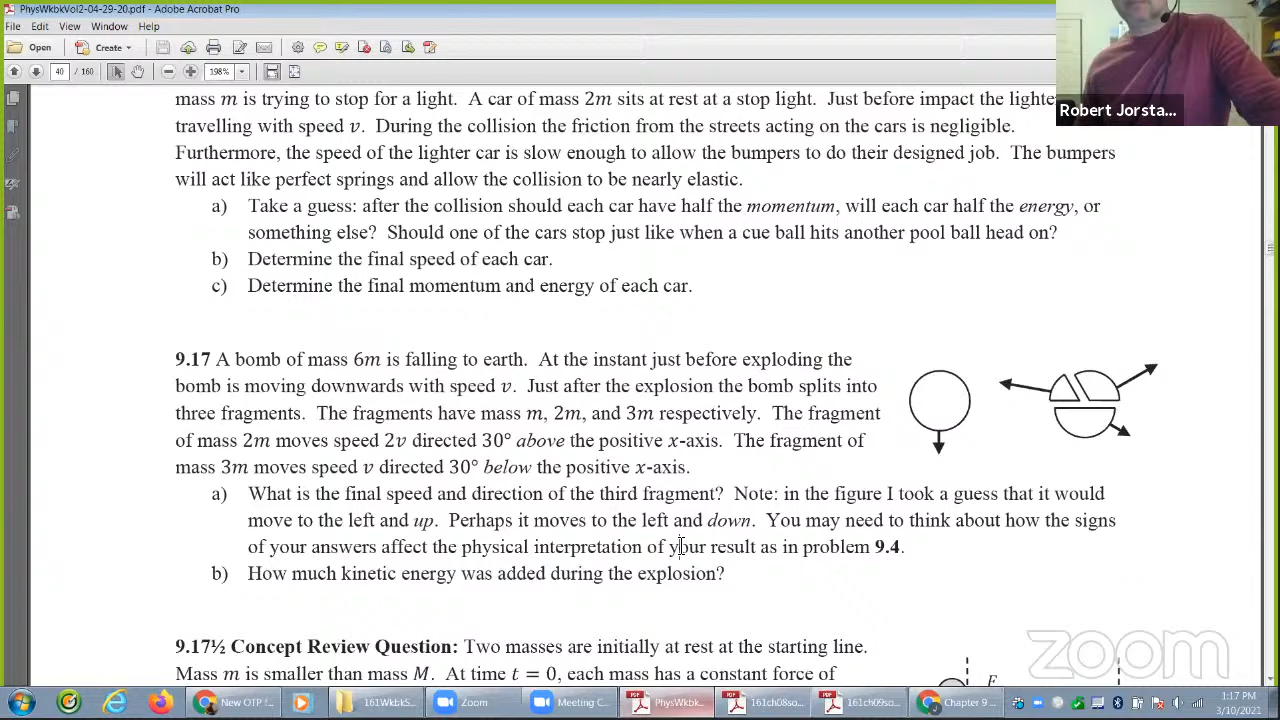 PhysWkbkVol2-04-29-20.pdf - Adobe Acrobat Pro
File Edit View Window Help
Open Create 40 / 160 198%
mass m is trying to stop for a light. A car of mass 2m sits at rest at a stop light. Just before impact the lighte
Robert Jorsta...
travelling with speed v. During the collision the friction from the streets acting on the cars is negligible.
Furthermore, the speed of the lighter car is slow enough to allow the bumpers to do their designed job. The bumpers
will act like perfect springs and allow the collision to be nearly elastic.
a) Take a guess: after the collision should each car have half the momentum, will each car half the energy, or
something else? Should one of the cars stop just like when a cue ball hits another pool ball head on?
b) Determine the final speed of each car.
c) Determine the final momentum and energy of each car.
9.17 A bomb of mass 6m is falling to earth. At the instant just before exploding the
bomb is moving downwards with speed v. Just after the explosion the bomb splits into
three fragments. The fragments have mass m, 2m, and 3m respectively. The fragment
of mass 2m moves speed 2v directed 30° above the positive x-axis. The fragment of
mass 3m moves speed v directed 30° below the positive x-axis.
a) What is the final speed and direction of the third fragment? Note: in the figure I took a guess that it would
move to the left and up. Perhaps it moves to the left and down. You may need to think about how the signs
of your answers affect the physical interpretation of your result as in problem 9.4.
b) How much kinetic energy was added during the explosion?
9.17½ Concept Review Question: Two masses are initially at rest at the starting line.
Mass m is smaller than mass M. At time t = 0, each mass has a constant force of
F
zoom
New OTP f... 161WkbkS... Zoom Meeting C... PhysWkbk... 161ch08so... 161ch09so... Chapter 9 ... 1:17 PM
3/10/2021